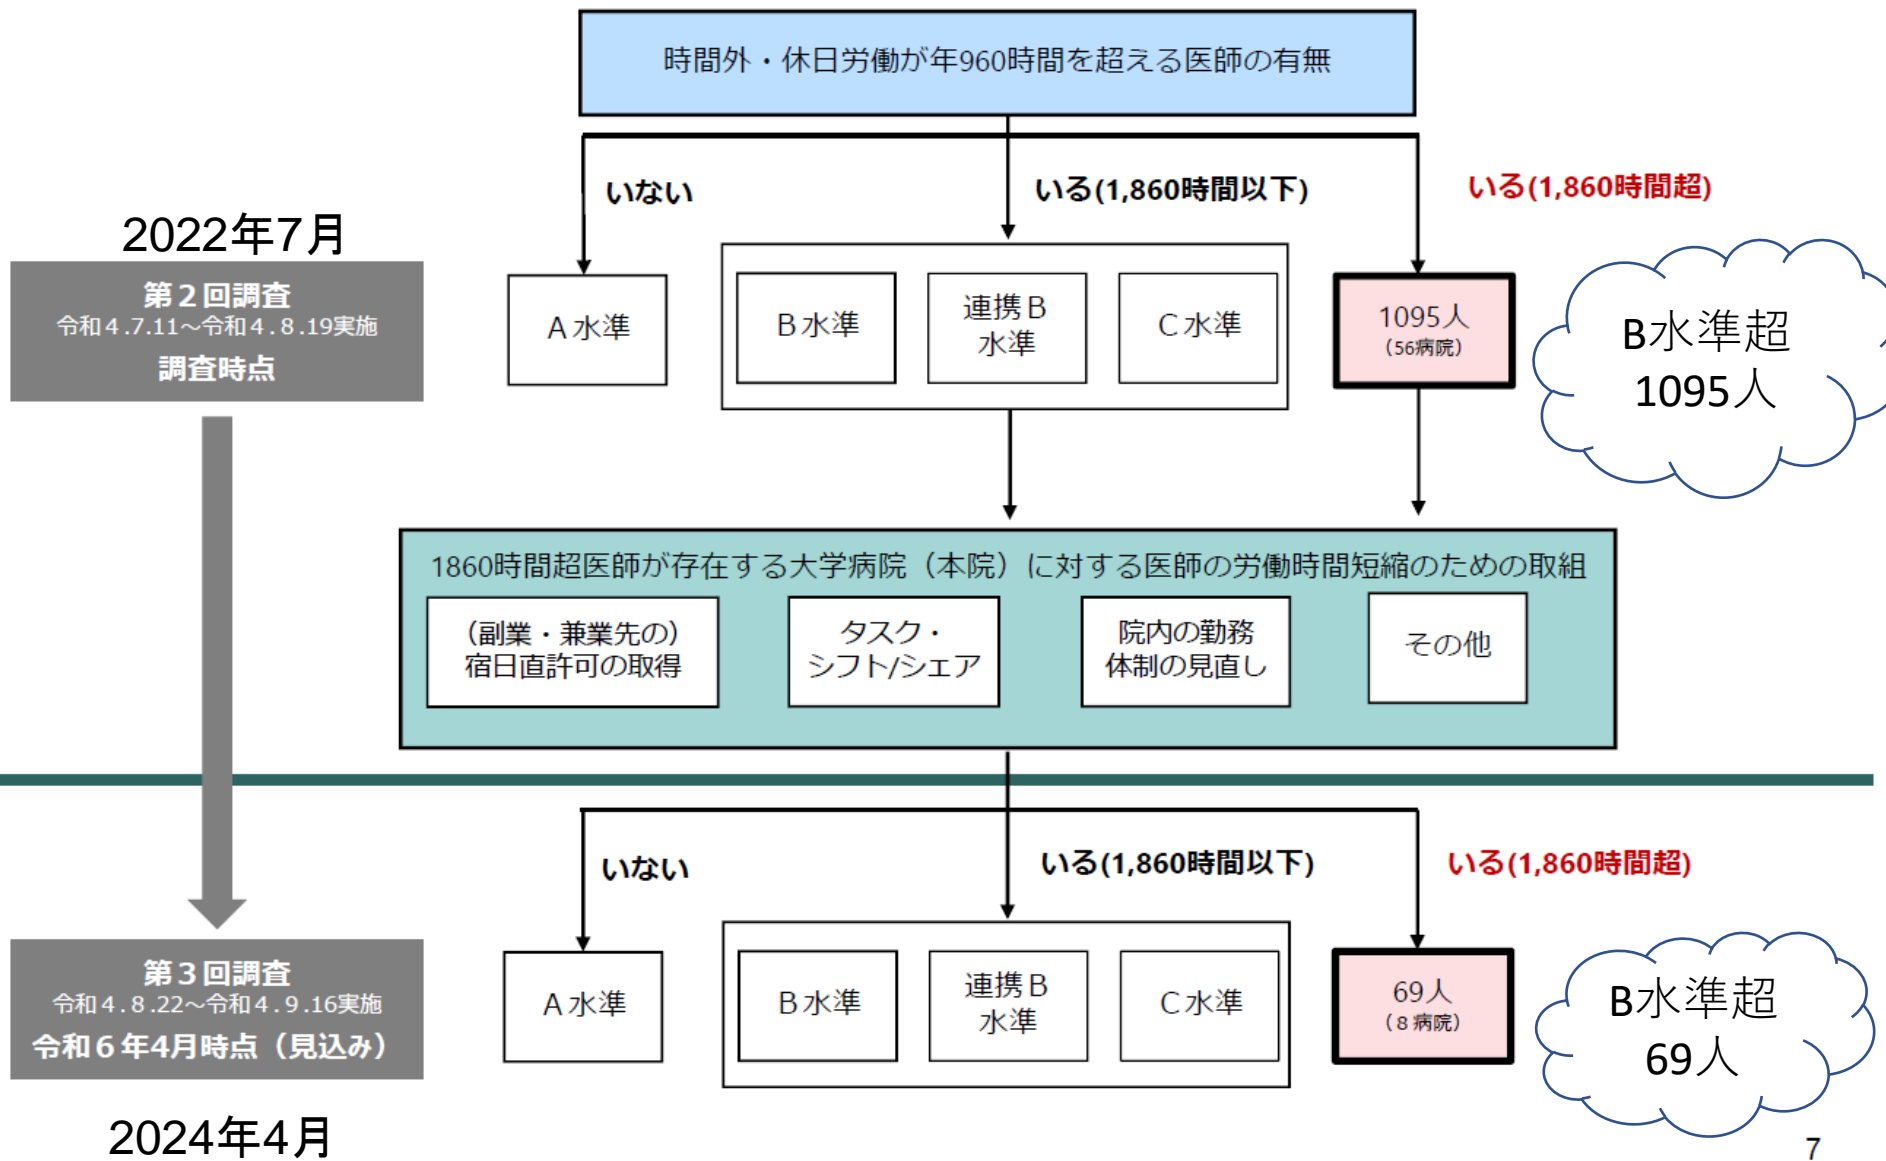 時間外・休日労働が年960時間を超える医師の有無
いない
いる(1,860時間以下)
いる(1,860時間超)
2022年7月
第２回調査
令和４.7.11～令和４.８.19実施
調査時点
Ａ水準
Ｂ水準
連携Ｂ
水準
Ｃ水準
1095人
（56病院）
B水準超
1095人
1860時間超医師が存在する大学病院（本院）に対する医師の労働時間短縮のための取組
（副業・兼業先の）
宿日直許可の取得
タスク・
シフト/シェア
院内の勤務
体制の見直し
その他
いない
いる(1,860時間以下)
いる(1,860時間超)
第３回調査
令和４.８.22～令和４.９.16実施
令和６年4月時点（見込み）
Ａ水準
Ｂ水準
連携Ｂ
水準
Ｃ水準
69人
（８病院）
B水準超
69人
2024年4月
7